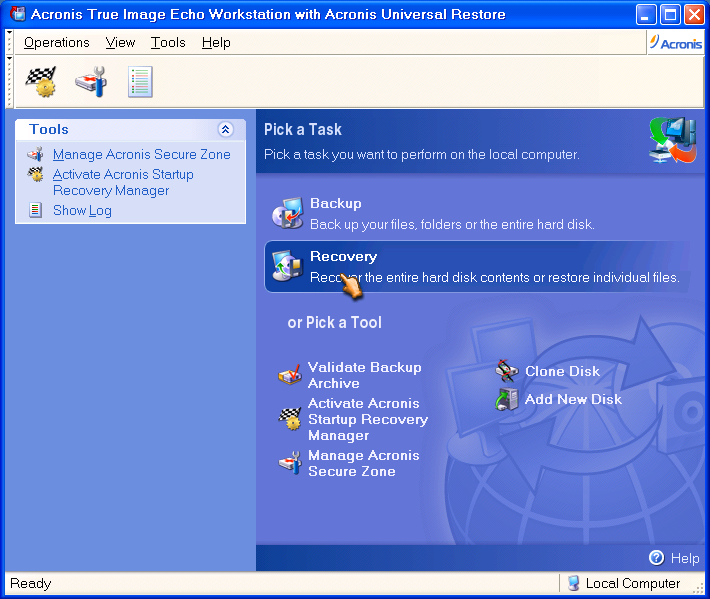 Acronis True Image Echo Workstation with Acronis Universal Restore
Operations View Tools Help
Acronis
Tools
Manage Acronis Secure Zone
Activate Acronis Startup
Recovery Manager
Show Log
Pick a Task
Pick a task you want to perform on the local computer.
Backup
Back up your files, folders or the entire hard disk.
Recovery
Recover the entire hard disk contents or restore individual files.
or Pick a Tool
Validate Backup
Archive
Activate Acronis
Startup Recovery
Manager
Manage Acronis
Secure Zone
Clone Disk
Add New Disk
Help
Ready
Local Computer